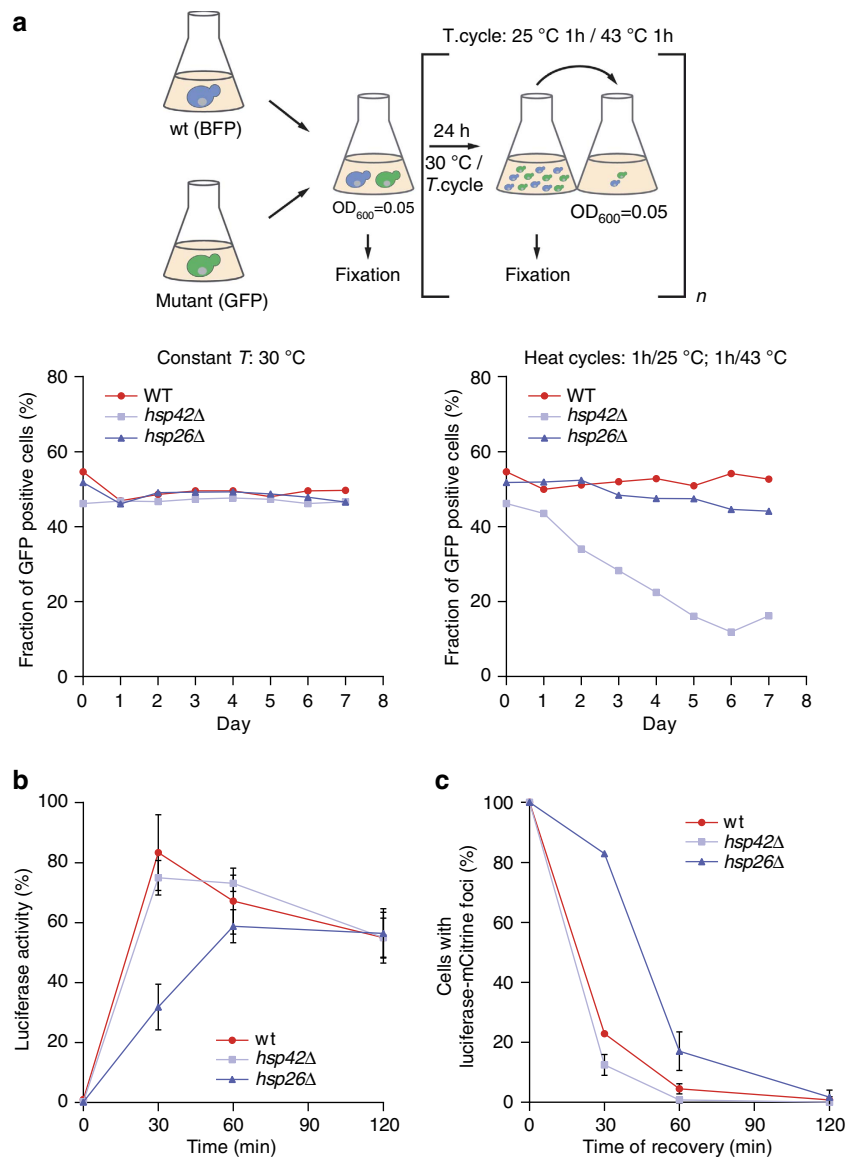 a
T.cycle: 25 °C 1h / 43 °C 1h
wt (BFP)
Mutant (GFP)
OD600=0.05
Fixation
24 h
30 °C /
T.cycle
OD600=0.05
Fixation
n
Constant T: 30 °C
Fraction of GFP positive cells (%)
80
60
40
20
0
WT
hsp42Δ
hsp26Δ
0 1 2 3 4 5 6 7 8
Day
Heat cycles: 1h/25 °C; 1h/43 °C
Fraction of GFP positive cells (%)
80
60
40
20
0
WT
hsp42Δ
hsp26Δ
0 1 2 3 4 5 6 7 8
Day
b
Luciferase activity (%)
100
80
60
40
20
0
wt
hsp42Δ
hsp26Δ
0 30 60 90 120
Time (min)
c
Cells with
luciferase-mCitrine foci (%)
100
80
60
40
20
0
wt
hsp42Δ
hsp26Δ
0 30 60 90 120
Time of recovery (min)